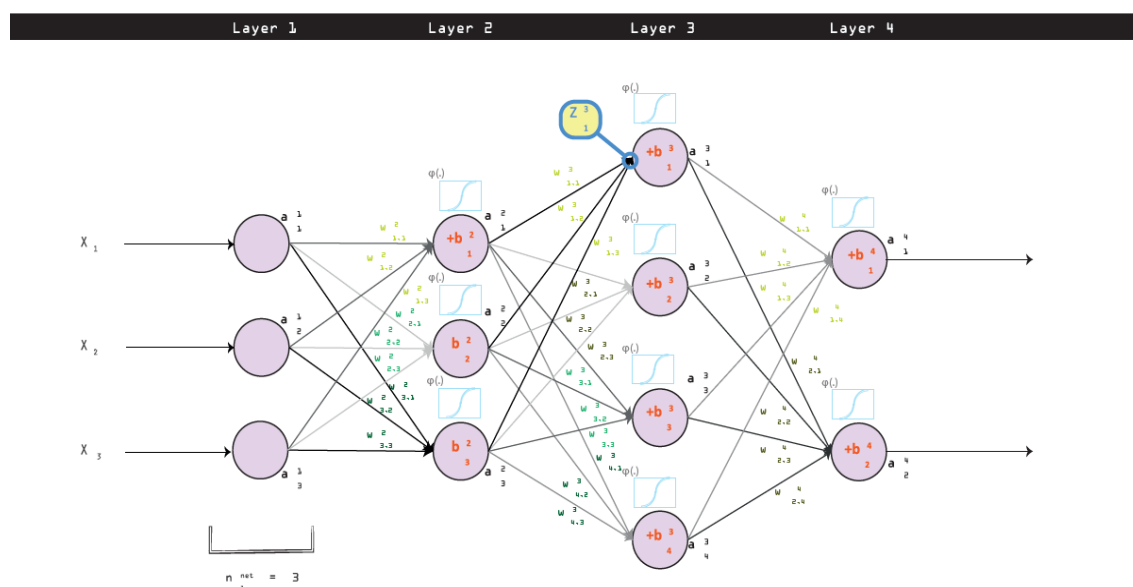 Layer 1 Layer 2 Layer 3 Layer 4
φ(.)
Z 3 1
+b 3 1
a 3 1
φ(.)
w 3 1.1
w 3 1.2
w 3 1.3
φ(.)
+b 2 1
a 2 1
φ(.)
+b 3 2
a 3 2
φ(.)
w 4 1.1
w 4 1.2
w 4 1.3
w 4 1.4
+b 4 1
a 4 1
X 1
a 1 1
w 2 1.1
w 2 1.2
w 2 1.3
φ(.)
b 2 2
a 2 2
w 3 2.1
w 3 2.2
w 3 2.3
X 2
a 1 2
w 2 2.1
w 2 2.2
w 2 2.3
φ(.)
b 2 3
a 2 3
w 3 3.1
w 3 3.2
w 3 3.3
φ(.)
+b 3 3
a 3 3
w 4 2.1
w 4 2.2
w 4 2.3
w 4 2.4
φ(.)
+b 4 2
a 4 2
X 3
a 1 3
w 2 3.1
w 2 3.2
w 2 3.3
w 3 4.1
w 3 4.2
w 3 4.3
φ(.)
+b 3 4
a 3 4
n net = 3